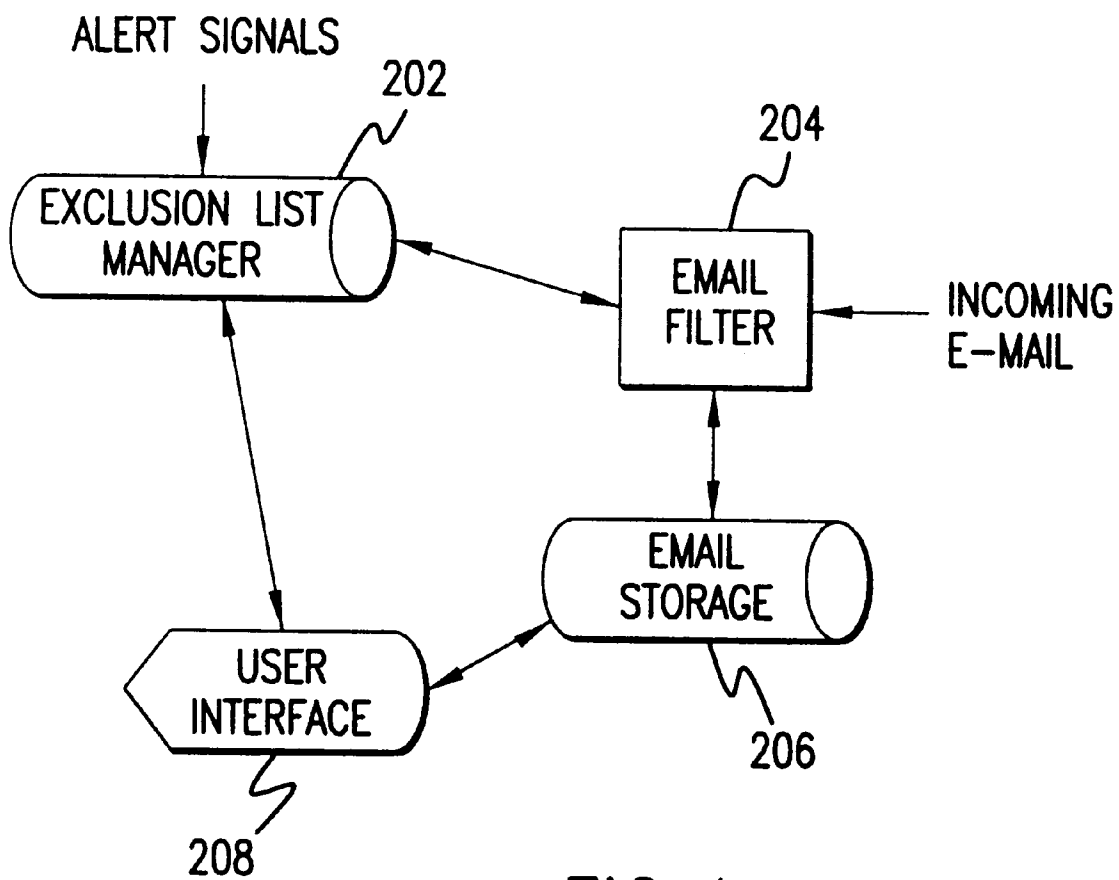 ALERT SIGNALS
202
204
EXCLUSION LIST
MANAGER
EMAIL
FILTER
INCOMING
E-MAIL
EMAIL
STORAGE
USER
INTERFACE
206
208